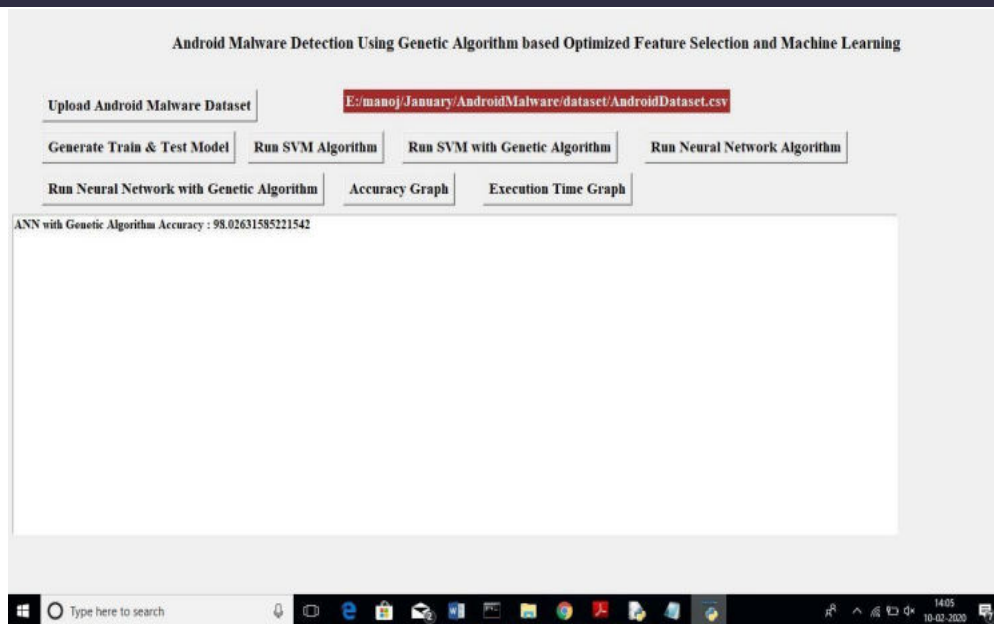 Android Malware Detection Using Genetic Algorithm based Optimized Feature Selection and Machine Learning
Upload Android Malware Dataset
E:/manoj/January/AndroidMalware/dataset/AndroidDataset.csv
Generate Train & Test Model
Run SVM Algorithm
Run SVM with Genetic Algorithm
Run Neural Network Algorithm
Run Neural Network with Genetic Algorithm
Accuracy Graph
Execution Time Graph
ANN with Genetic Algorithm Accuracy : 98.02631585221542
Type here to search
14:05
10-02-2020